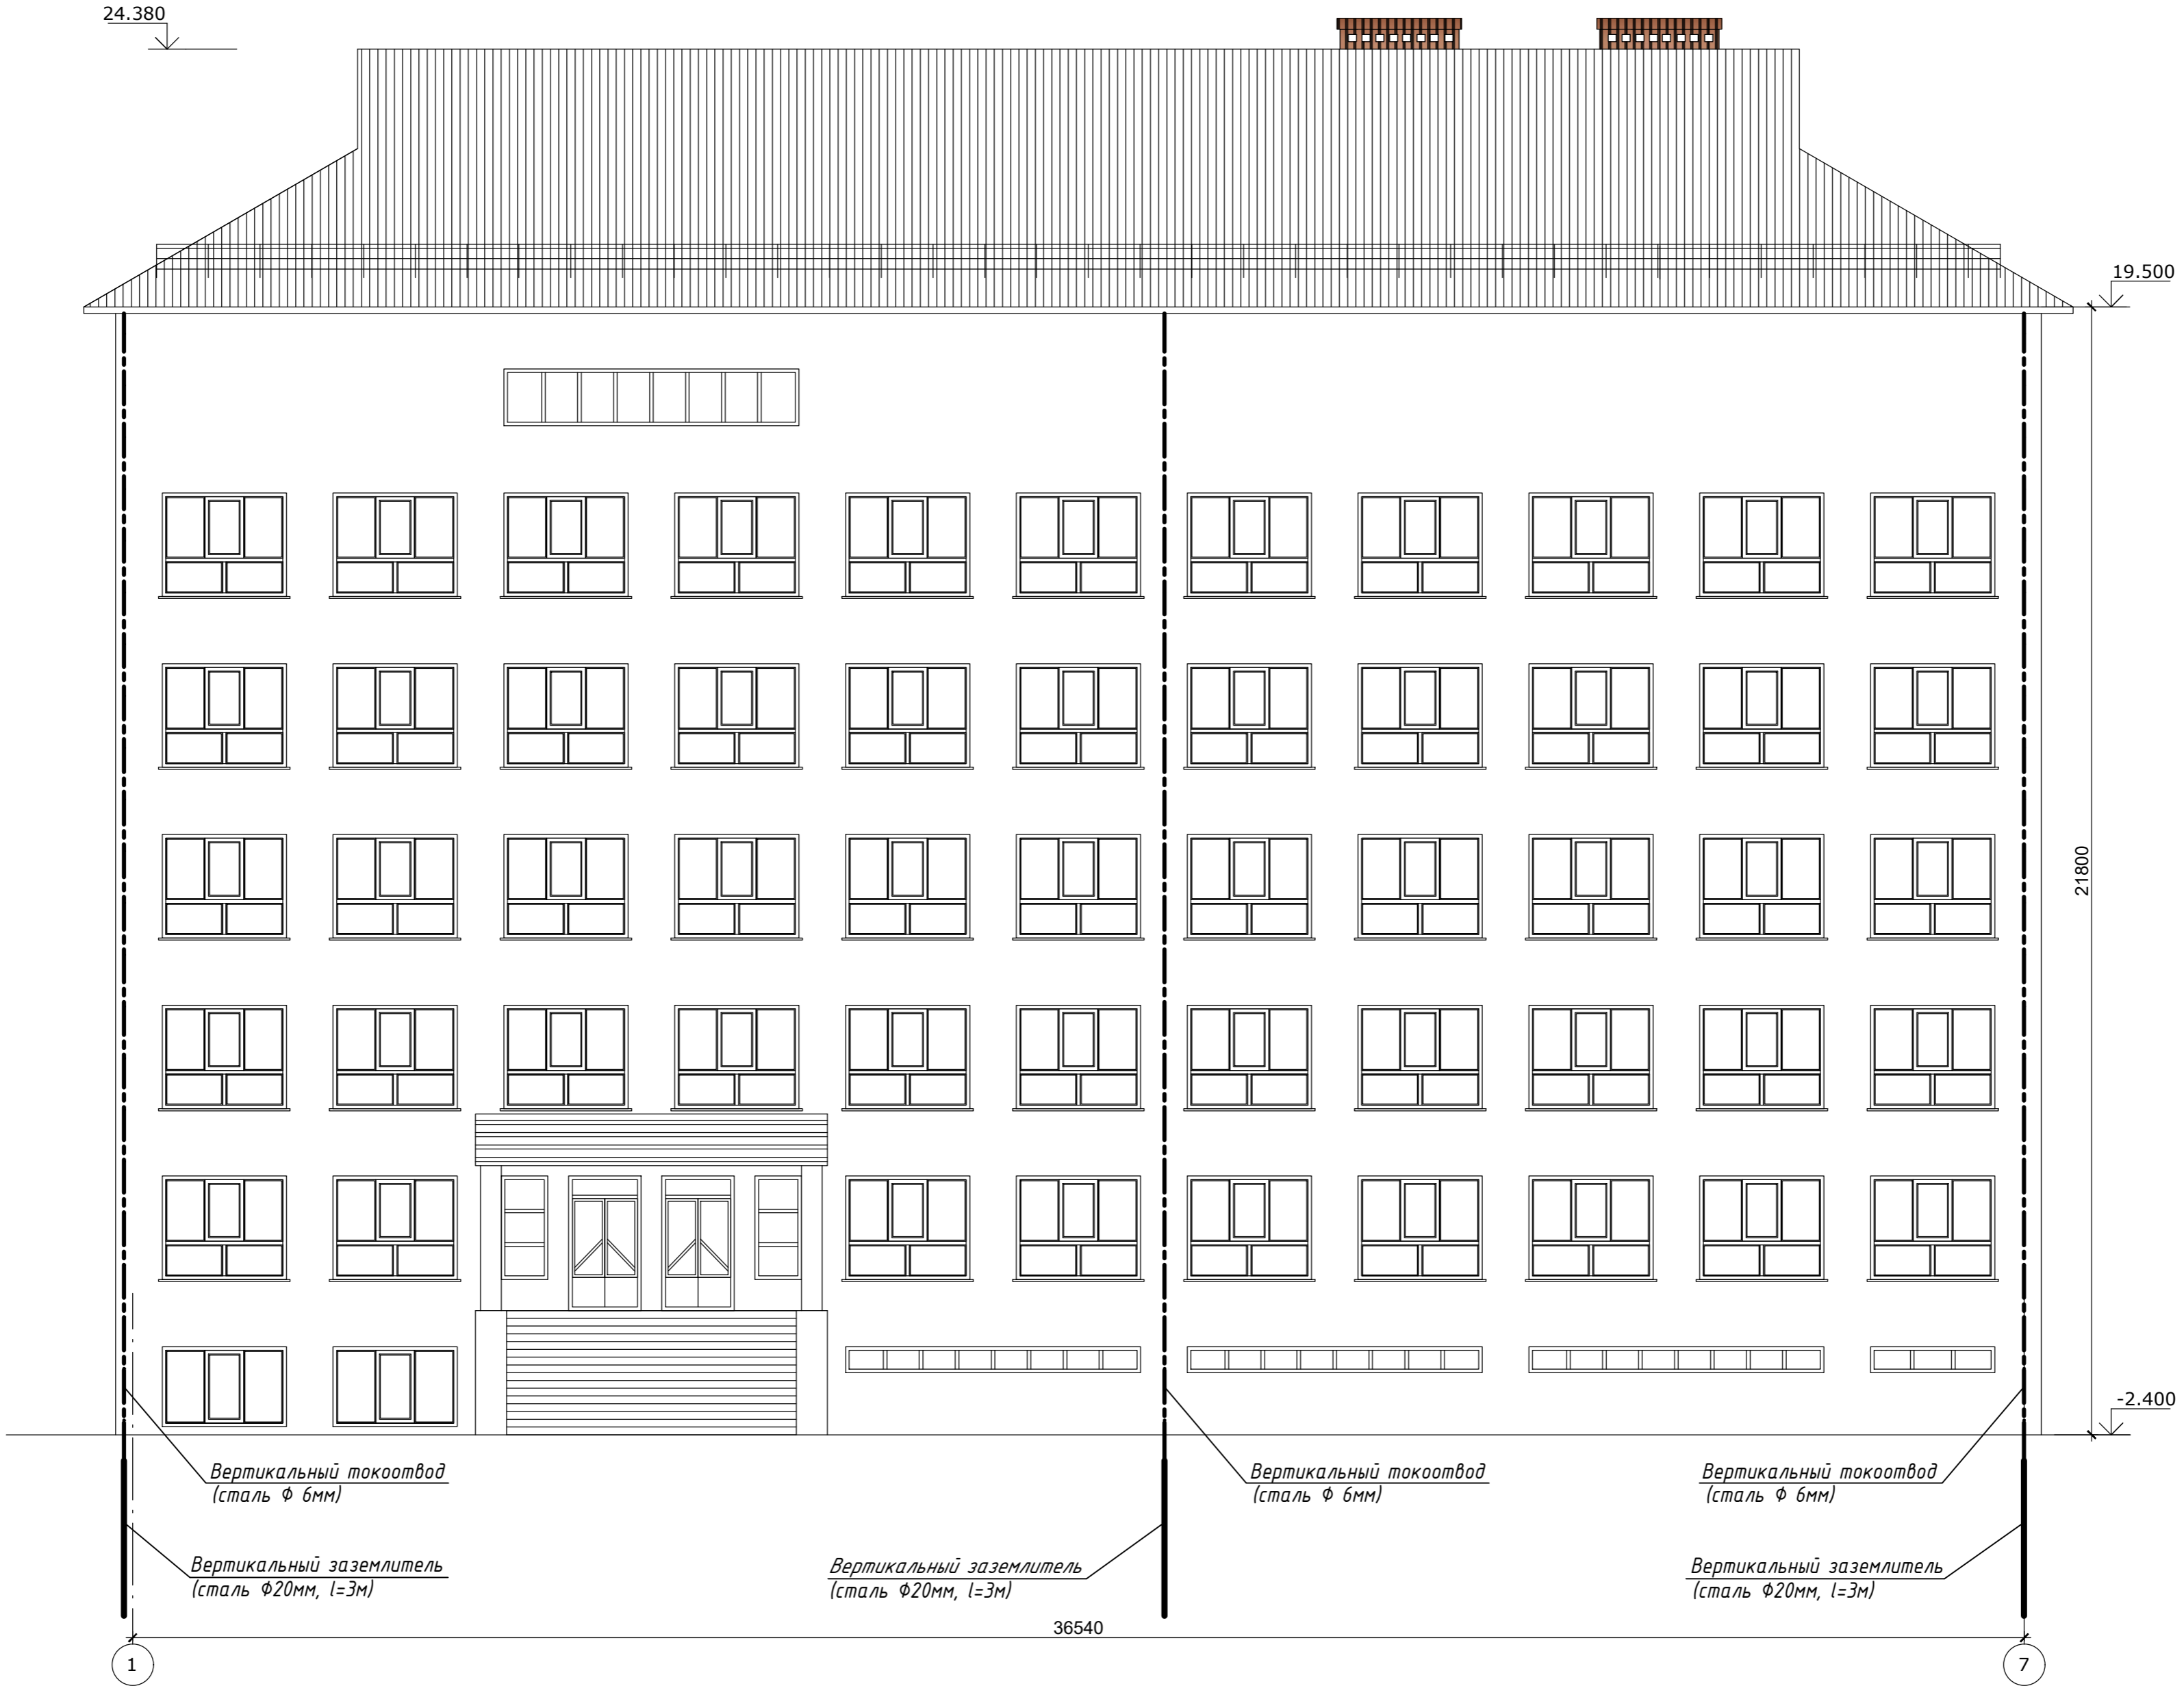 24.380
19.500
21800
-2.400
Вертикальный токоотвод
(сталь Ф 6мм)
Вертикальный токоотвод
(сталь Ф 6мм)
Вертикальный токоотвод
(сталь Ф 6мм)
Вертикальный заземлитель
(сталь Ф20мм, l=3м)
Вертикальный заземлитель
(сталь Ф20мм, l=3м)
Вертикальный заземлитель
(сталь Ф20мм, l=3м)
36540
1
7